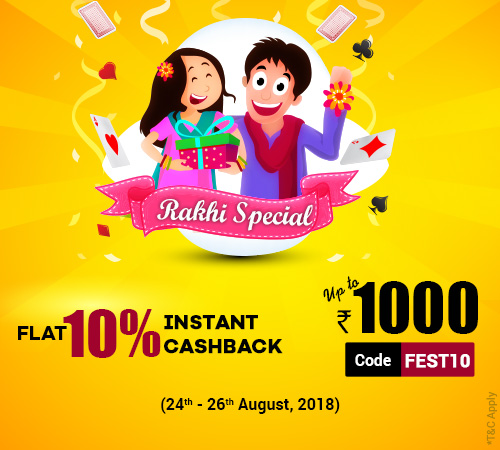 Rakhi Special
FLAT 10% INSTANT
CASHBACK
Up to
₹ 1000
Code FEST10
(24th - 26th August, 2018)
*T&C Apply